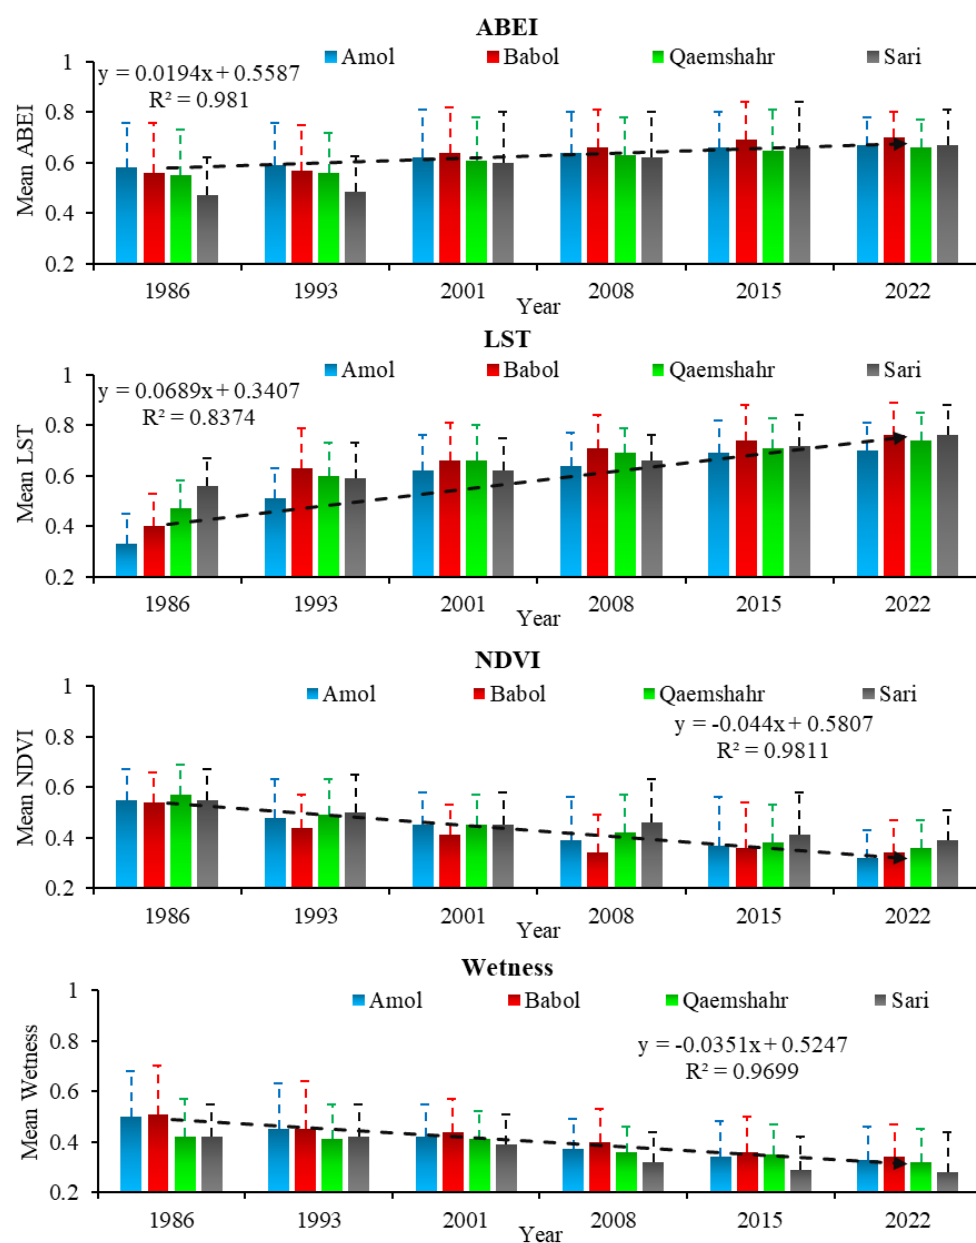 ABEI
Amol Babol Qaemshahr Sari
y = 0.0194x + 0.5587
R² = 0.981
Mean ABEI
1
0.8
0.6
0.4
0.2
1986 1993 2001 2008 2015 2022
Year
LST
Amol Babol Qaemshahr Sari
y = 0.0689x + 0.3407
R² = 0.8374
Mean LST
1
0.8
0.6
0.4
0.2
1986 1993 2001 2008 2015 2022
Year
NDVI
Amol Babol Qaemshahr Sari
y = -0.044x + 0.5807
R² = 0.9811
Mean NDVI
1
0.8
0.6
0.4
0.2
1986 1993 2001 2008 2015 2022
Year
Wetness
Amol Babol Qaemshahr Sari
y = -0.0351x + 0.5247
R² = 0.9699
Mean Wetness
1
0.8
0.6
0.4
0.2
1986 1993 2001 2008 2015 2022
Year